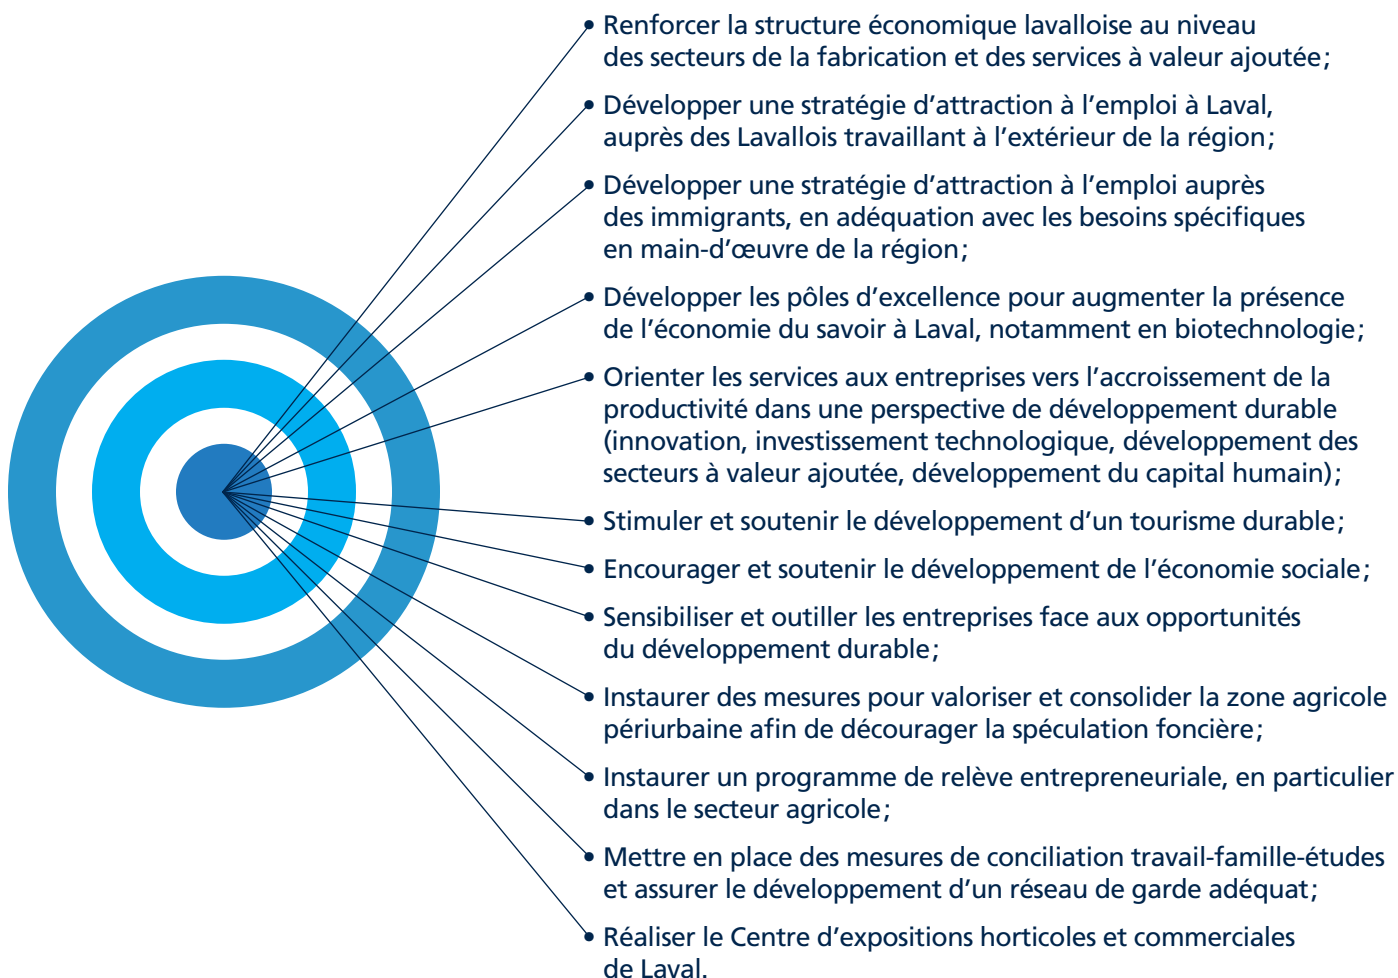 • Renforcer la structure économique lavalloise au niveau
des secteurs de la fabrication et des services à valeur ajoutée;
• Développer une stratégie d'attraction à l'emploi à Laval,
auprès des Lavallois travaillant à l'extérieur de la région;
• Développer une stratégie d'attraction à l'emploi auprès
des immigrants, en adéquation avec les besoins spécifiques
en main-d'œuvre de la région;
• Développer les pôles d'excellence pour augmenter la présence
de l'économie du savoir à Laval, notamment en biotechnologie;
• Orienter les services aux entreprises vers l'accroissement de la
productivité dans une perspective de développement durable
(innovation, investissement technologique, développement des
secteurs à valeur ajoutée, développement du capital humain);
• Stimuler et soutenir le développement d'un tourisme durable;
• Encourager et soutenir le développement de l'économie sociale;
• Sensibiliser et outiller les entreprises face aux opportunités
du développement durable;
• Instaurer des mesures pour valoriser et consolider la zone agricole
périurbaine afin de décourager la spéculation foncière;
• Instaurer un programme de relève entrepreneuriale, en particulier
dans le secteur agricole;
• Mettre en place des mesures de conciliation travail-famille-études
et assurer le développement d'un réseau de garde adéquat;
• Réaliser le Centre d'expositions horticoles et commerciales
de Laval.